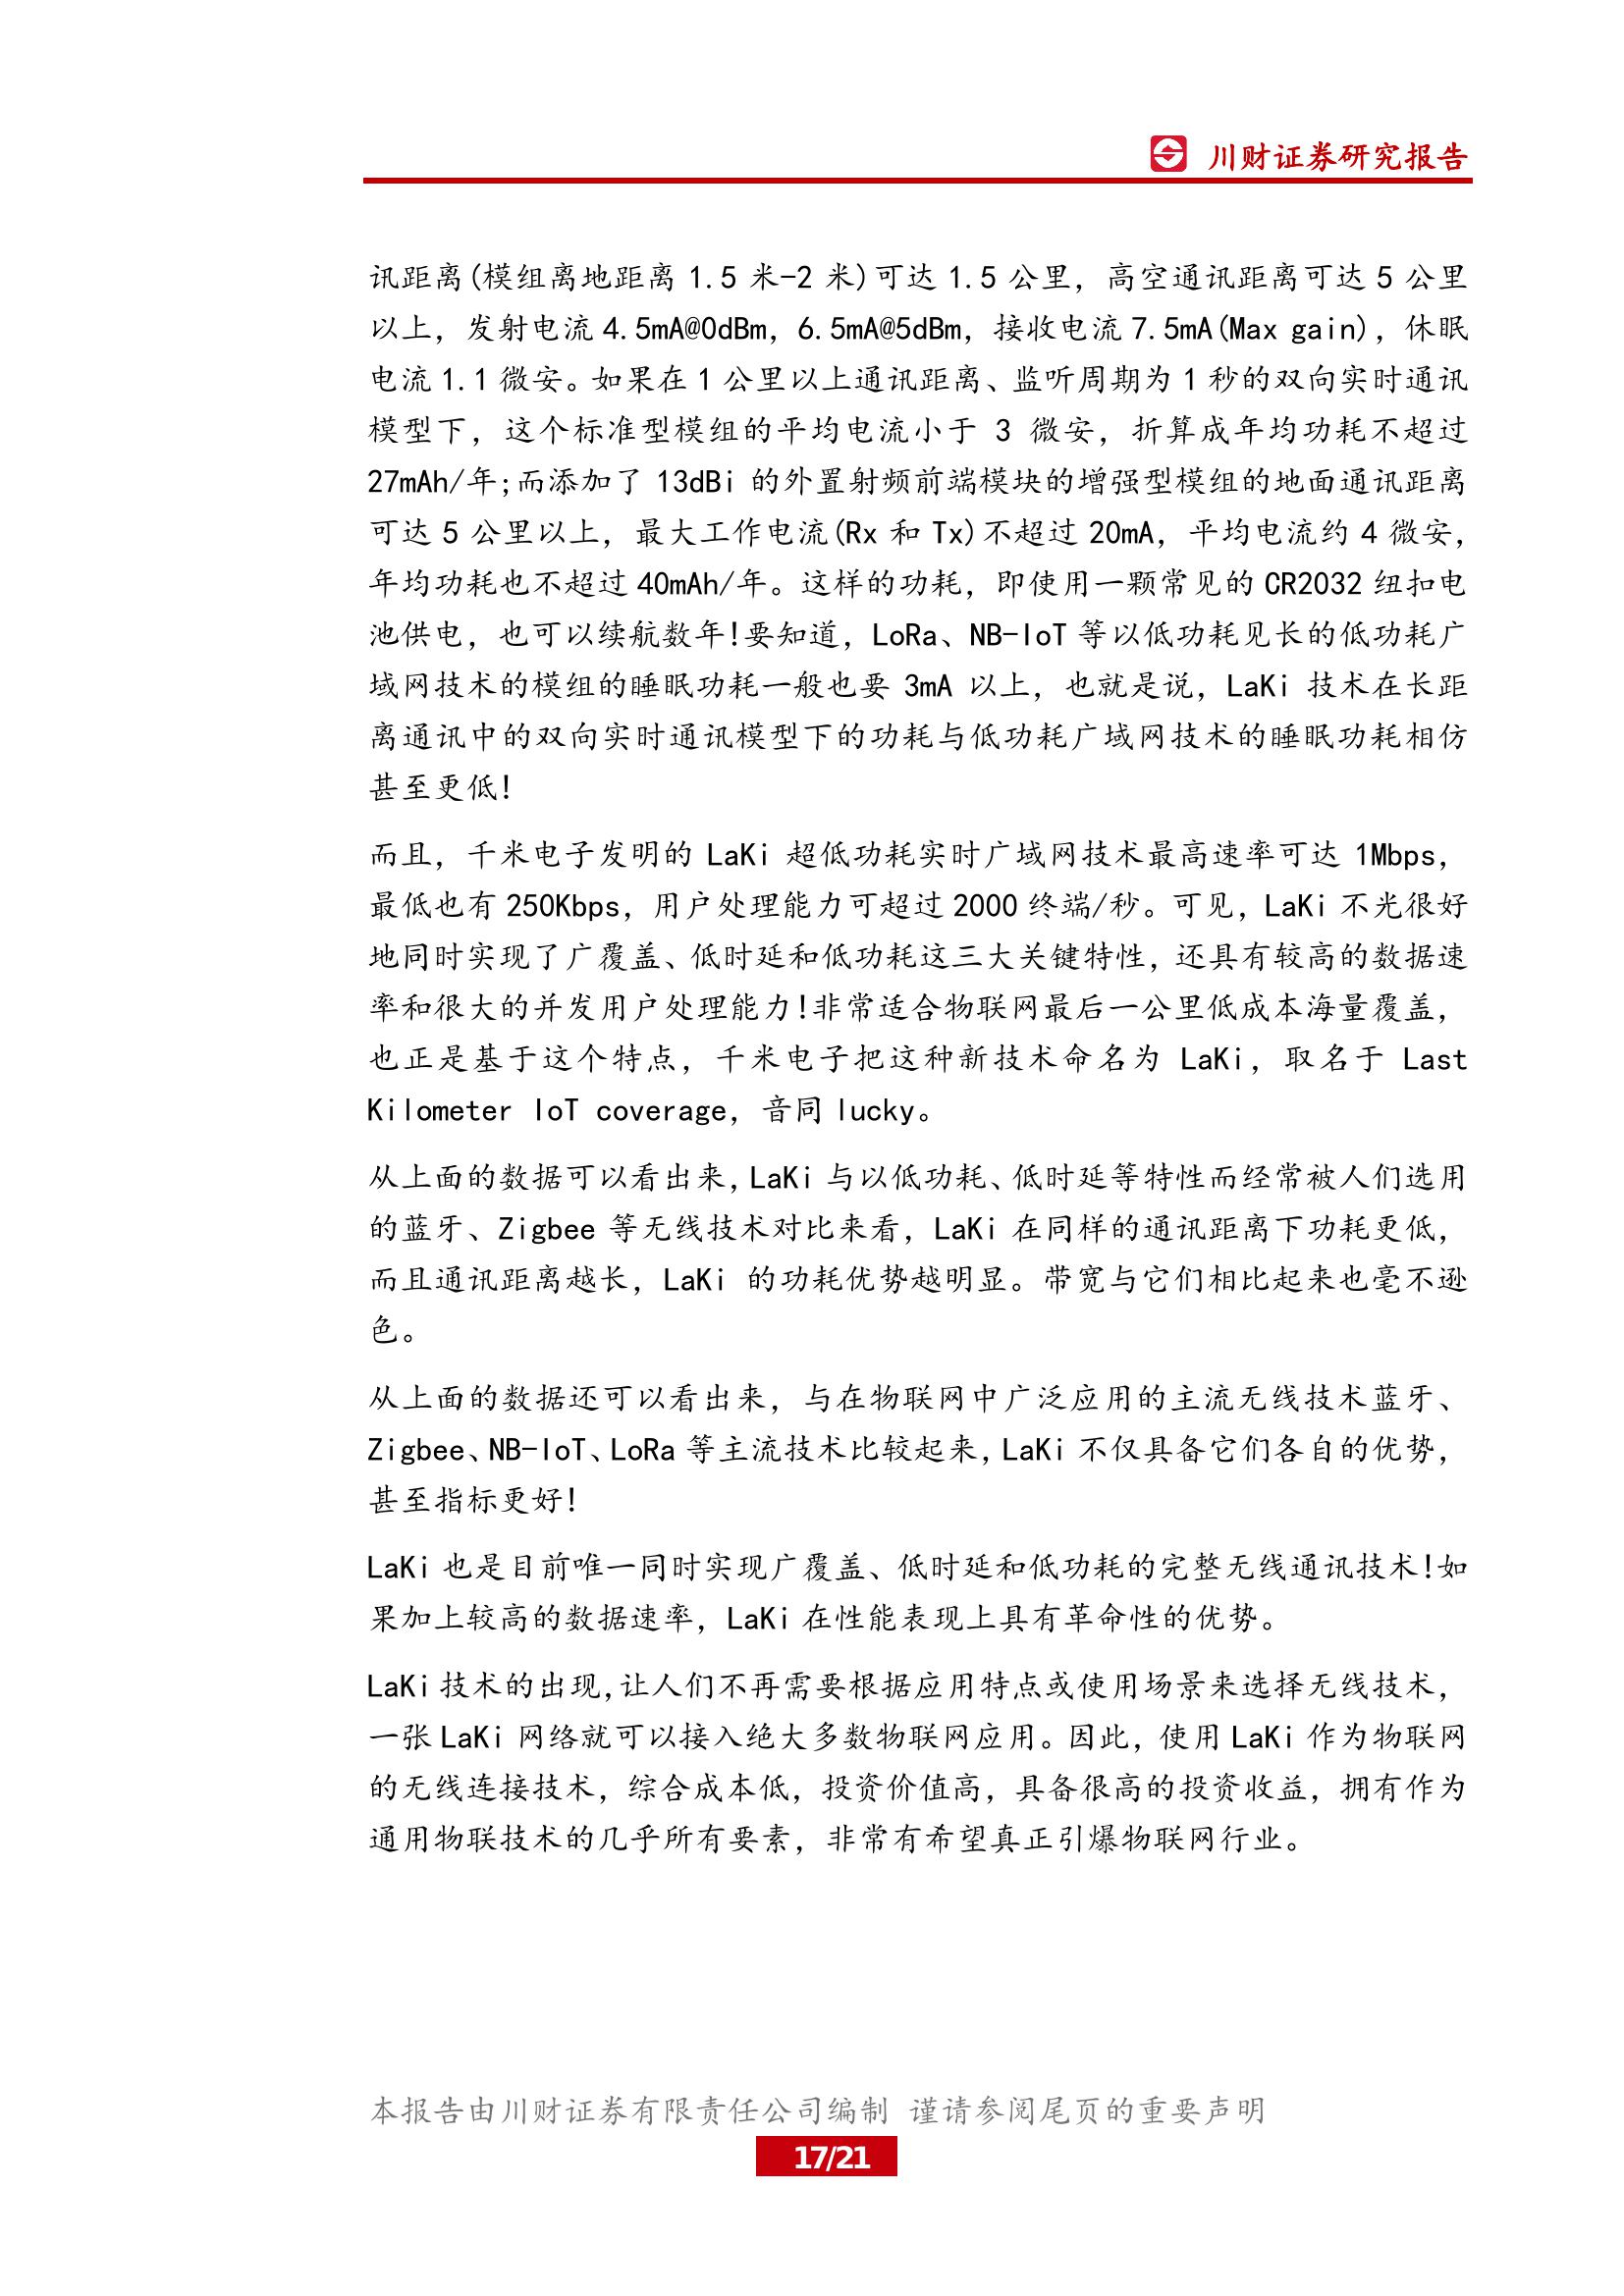 川财证券研究报告
讯距离(模组离地距离 1.5 米-2 米)可达 1.5 公里，高空通讯距离可达 5 公里
以上，发射电流 4.5mA@0dBm，6.5mA@5dBm，接收电流 7.5mA(Max gain)，休眠
电流 1.1 微安。如果在 1 公里以上通讯距离、监听周期为 1 秒的双向实时通讯
模型下，这个标准型模组的平均电流小于 3 微安，折算成年均功耗不超过
27mAh/年;而添加了 13dBi 的外置射频前端模块的增强型模组的地面通讯距离
可达 5 公里以上，最大工作电流(Rx 和 Tx)不超过 20mA，平均电流约 4 微安，
年均功耗也不超过 40mAh/年。这样的功耗，即使用一颗常见的 CR2032 纽扣电
池供电，也可以续航数年!要知道，LoRa、NB-IoT 等以低功耗见长的低功耗广
域网技术的模组的睡眠功耗一般也要 3mA 以上，也就是说，LaKi 技术在长距
离通讯中的双向实时通讯模型下的功耗与低功耗广域网技术的睡眠功耗相仿
甚至更低!
而且，千米电子发明的 LaKi 超低功耗实时广域网技术最高速率可达 1Mbps，
最低也有 250Kbps，用户处理能力可超过 2000 终端/秒。可见，LaKi 不光很好
地同时实现了广覆盖、低时延和低功耗这三大关键特性，还具有较高的数据速
率和很大的并发用户处理能力!非常适合物联网最后一公里低成本海量覆盖，
也正是基于这个特点，千米电子把这种新技术命名为 LaKi，取名于 Last
Kilometer IoT coverage，音同 lucky。
从上面的数据可以看出来，LaKi 与以低功耗、低时延等特性而经常被人们选用
的蓝牙、Zigbee 等无线技术对比来看，LaKi 在同样的通讯距离下功耗更低，
而且通讯距离越长，LaKi 的功耗优势越明显。带宽与它们相比起来也毫不逊
色。
从上面的数据还可以看出来，与在物联网中广泛应用的主流无线技术蓝牙、
Zigbee、NB-IoT、LoRa 等主流技术比较起来，LaKi 不仅具备它们各自的优势，
甚至指标更好!
LaKi 也是目前唯一同时实现广覆盖、低时延和低功耗的完整无线通讯技术!如
果加上较高的数据速率，LaKi 在性能表现上具有革命性的优势。
LaKi 技术的出现，让人们不再需要根据应用特点或使用场景来选择无线技术，
一张 LaKi 网络就可以接入绝大多数物联网应用。因此，使用 LaKi 作为物联网
的无线连接技术，综合成本低，投资价值高，具备很高的投资收益，拥有作为
通用物联技术的几乎所有要素，非常有希望真正引爆物联网行业。
本报告由川财证券有限责任公司编制 谨请参阅尾页的重要声明
17/21